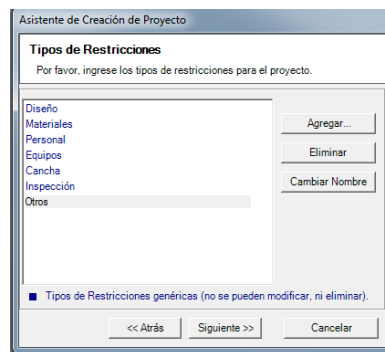 Asistente de Creación de Proyecto
Tipos de Restricciones
Por favor, ingrese los tipos de restricciones para el proyecto.
Diseño
Materiales
Personal
Equipos
Cancha
Inspección
Otros
Agregar...
Eliminar
Cambiar Nombre
Tipos de Restricciones genéricas (no se pueden modificar, ni eliminar).
<< Atrás
Siguiente >>
Cancelar